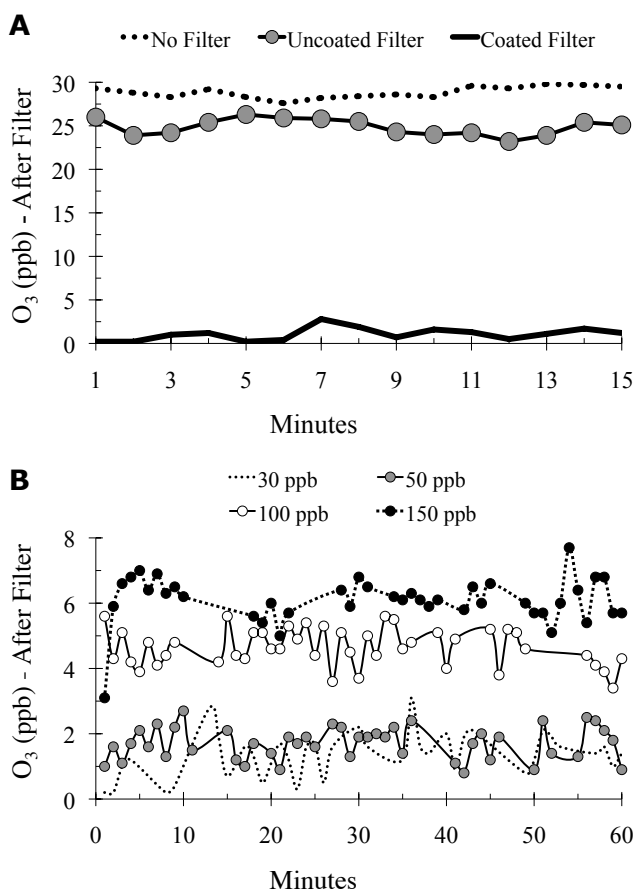 A
No Filter Uncoated Filter Coated Filter
30
25
20
15
10
5
0
O3 (ppb) - After Filter
1 3 5 7 9 11 13 15
Minutes
B
30 ppb 50 ppb
100 ppb 150 ppb
8
6
4
2
0
O3 (ppb) - After Filter
0 10 20 30 40 50 60
Minutes